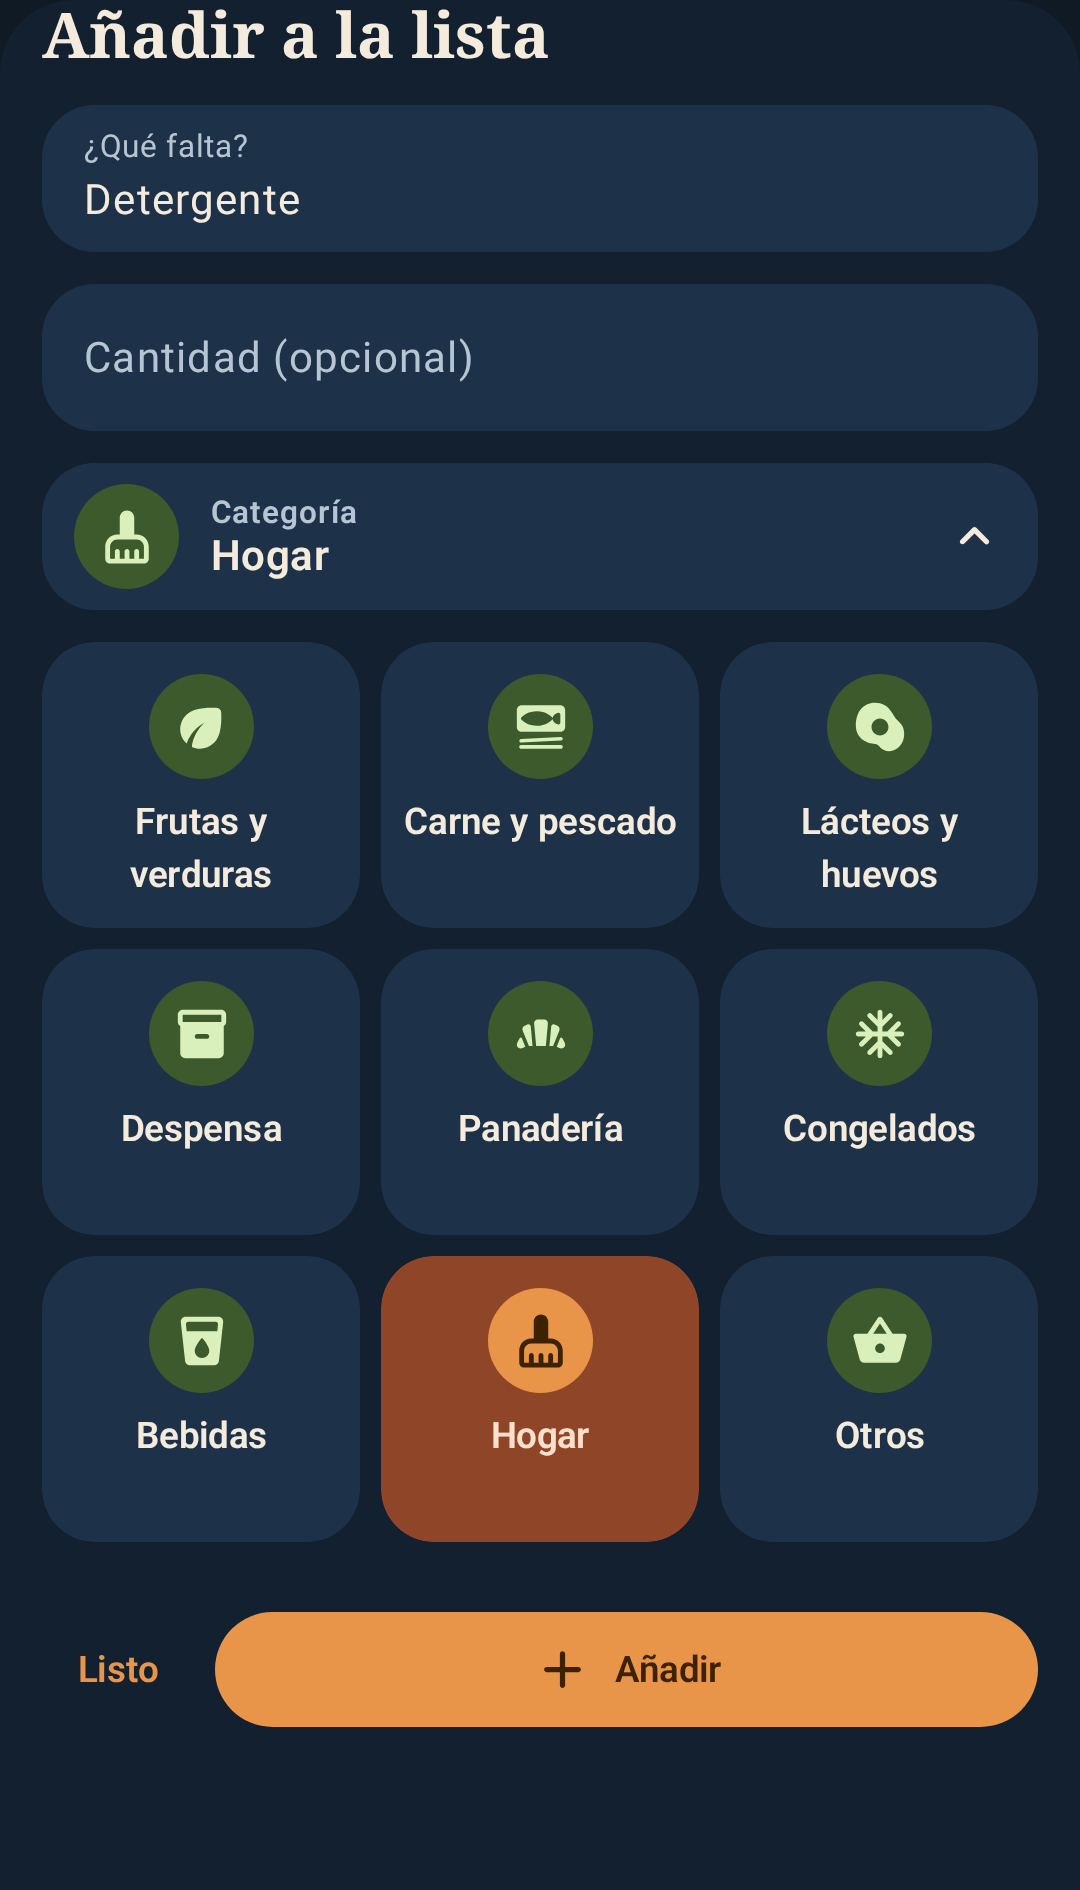 Añadir a la lista
¿Qué falta?
Detergente
Cantidad (opcional)
Categoría
Hogar
Frutas y
verduras
Carne y pescado
Lácteos y
huevos
Despensa
Panadería
Congelados
Bebidas
Hogar
Otros
Listo
Añadir